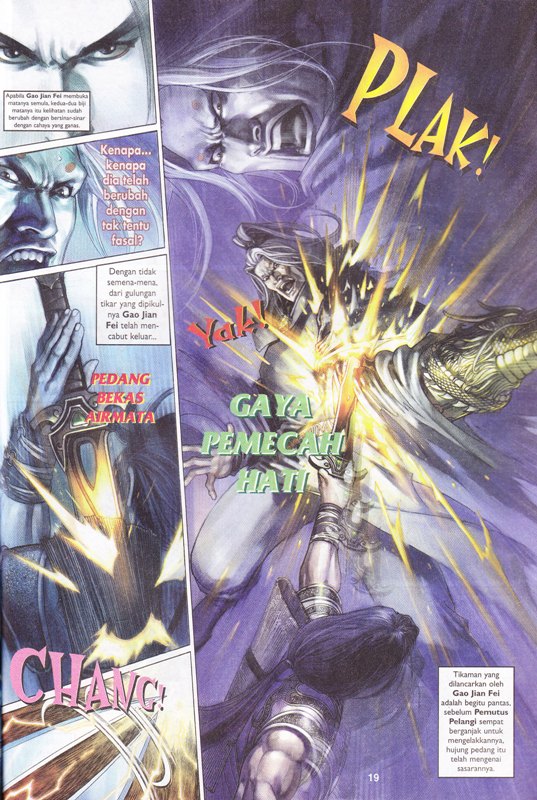 Apabila Gao Jian Fei membuka
matanya semula, kedua-dua biji
matanya itu kelihatan sudah
berubah dengan bersinar-sinar
dengan cahaya yang ganas.
Kenapa...
kenapa
dia telah
berubah
dengan
tak tentu
fasal?
Dengan tidak
semena-mena,
dari gulungan
tikar yang dipikul-
nya Gao Jian
Fei telah men-
cabut keluar...
PEDANG
BEKAS
AIRMATA
CHANG!
PLAK!
Yak!
GAYA
PEMECAH
HATI
Tikaman yang
dilancarkan oleh
Gao Jian Fei
adalah begitu pantas,
sebelum Pemutus
Pelangi sempat
berganjak untuk
mengelakkannya,
hujung pedang itu
telah mengenai
sasarannya.
19